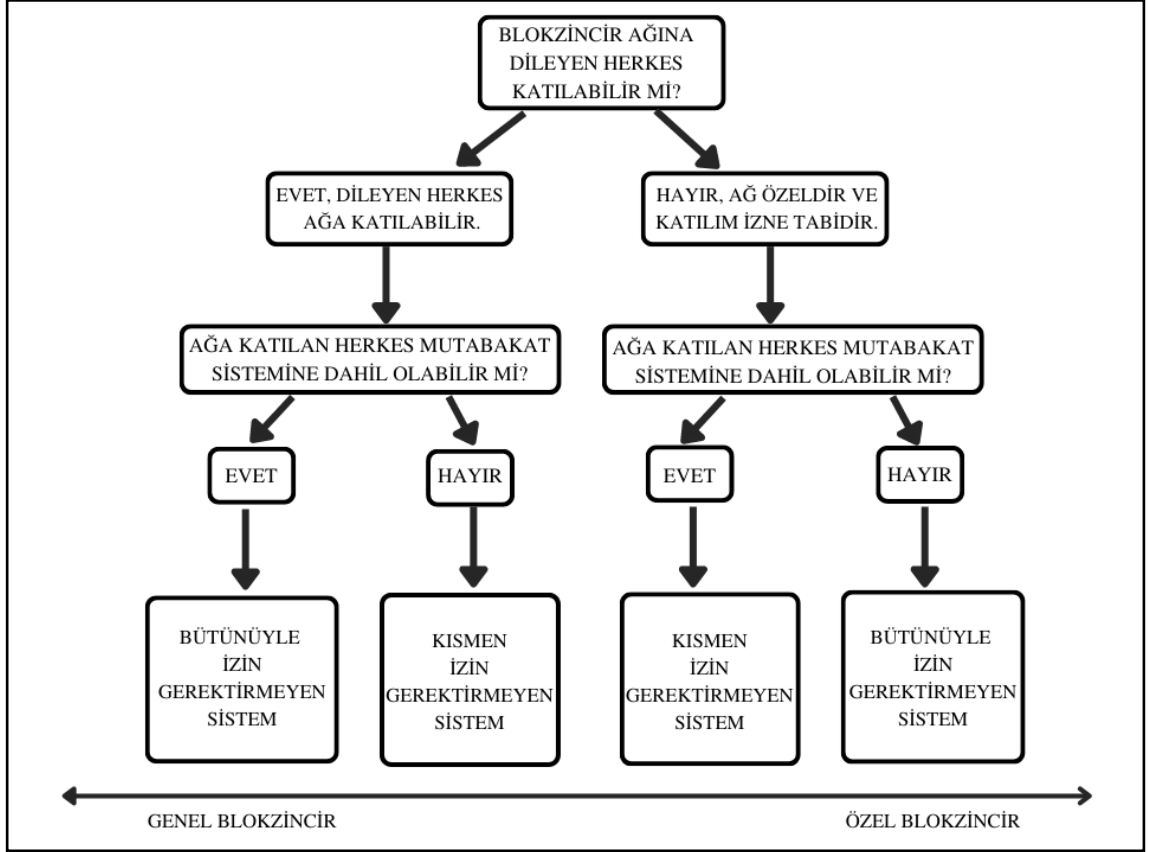 BLOKZİNCİR AĞINA
DİLEYEN HERKES
KATILABİLİR Mİ?
EVET, DİLEYEN HERKES
AĞA KATILABİLİR.
HAYIR, AĞ ÖZELDİR VE
KATILIM İZNE TABİDİR.
AĞA KATILAN HERKES MUTABAKAT
SİSTEMİNE DAHİL OLABİLİR Mİ?
AĞA KATILAN HERKES MUTABAKAT
SİSTEMİNE DAHİL OLABİLİR Mİ?
EVET
HAYIR
EVET
HAYIR
BÜTÜNÜYLE
İZİN
GEREKTİRMEYEN
SİSTEM
KISMEN
İZİN
GEREKTİRMEYEN
SİSTEM
KISMEN
İZİN
GEREKTİRMEYEN
SİSTEM
BÜTÜNÜYLE
İZİN
GEREKTİRMEYEN
SİSTEM
GENEL BLOKZİNCİR
ÖZEL BLOKZİNCİR